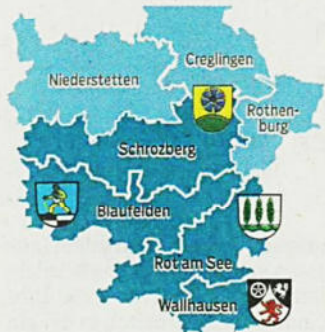 Creglingen
Niederstetten
Rothen-
burg
Schrozberg
Blaufelden
Rot am See
Wallhausen